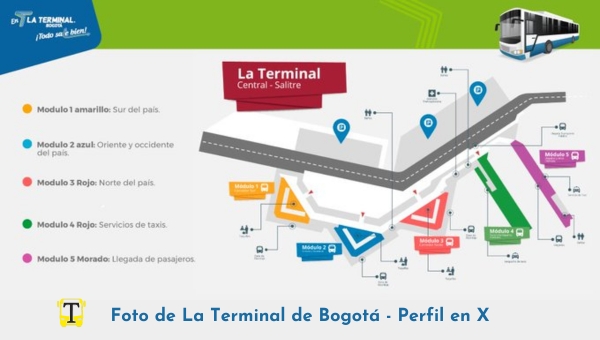 En LA TERMINAL.
BOGOTÁ
¡Todo sale bien!
La Terminal
Central - Salitre
Modulo 1 amarillo: Sur del país.
Modulo 2 azul: Oriente y occidente
del país.
Modulo 3 Rojo: Norte del país.
Modulo 4 Rojo: Servicios de taxis.
Modulo 5 Morado: Llegada de pasajeros.
Módulo 1
Módulo 2
Módulo 3
Módulo 4
Módulo 5
T
Foto de La Terminal de Bogotá - Perfil en X